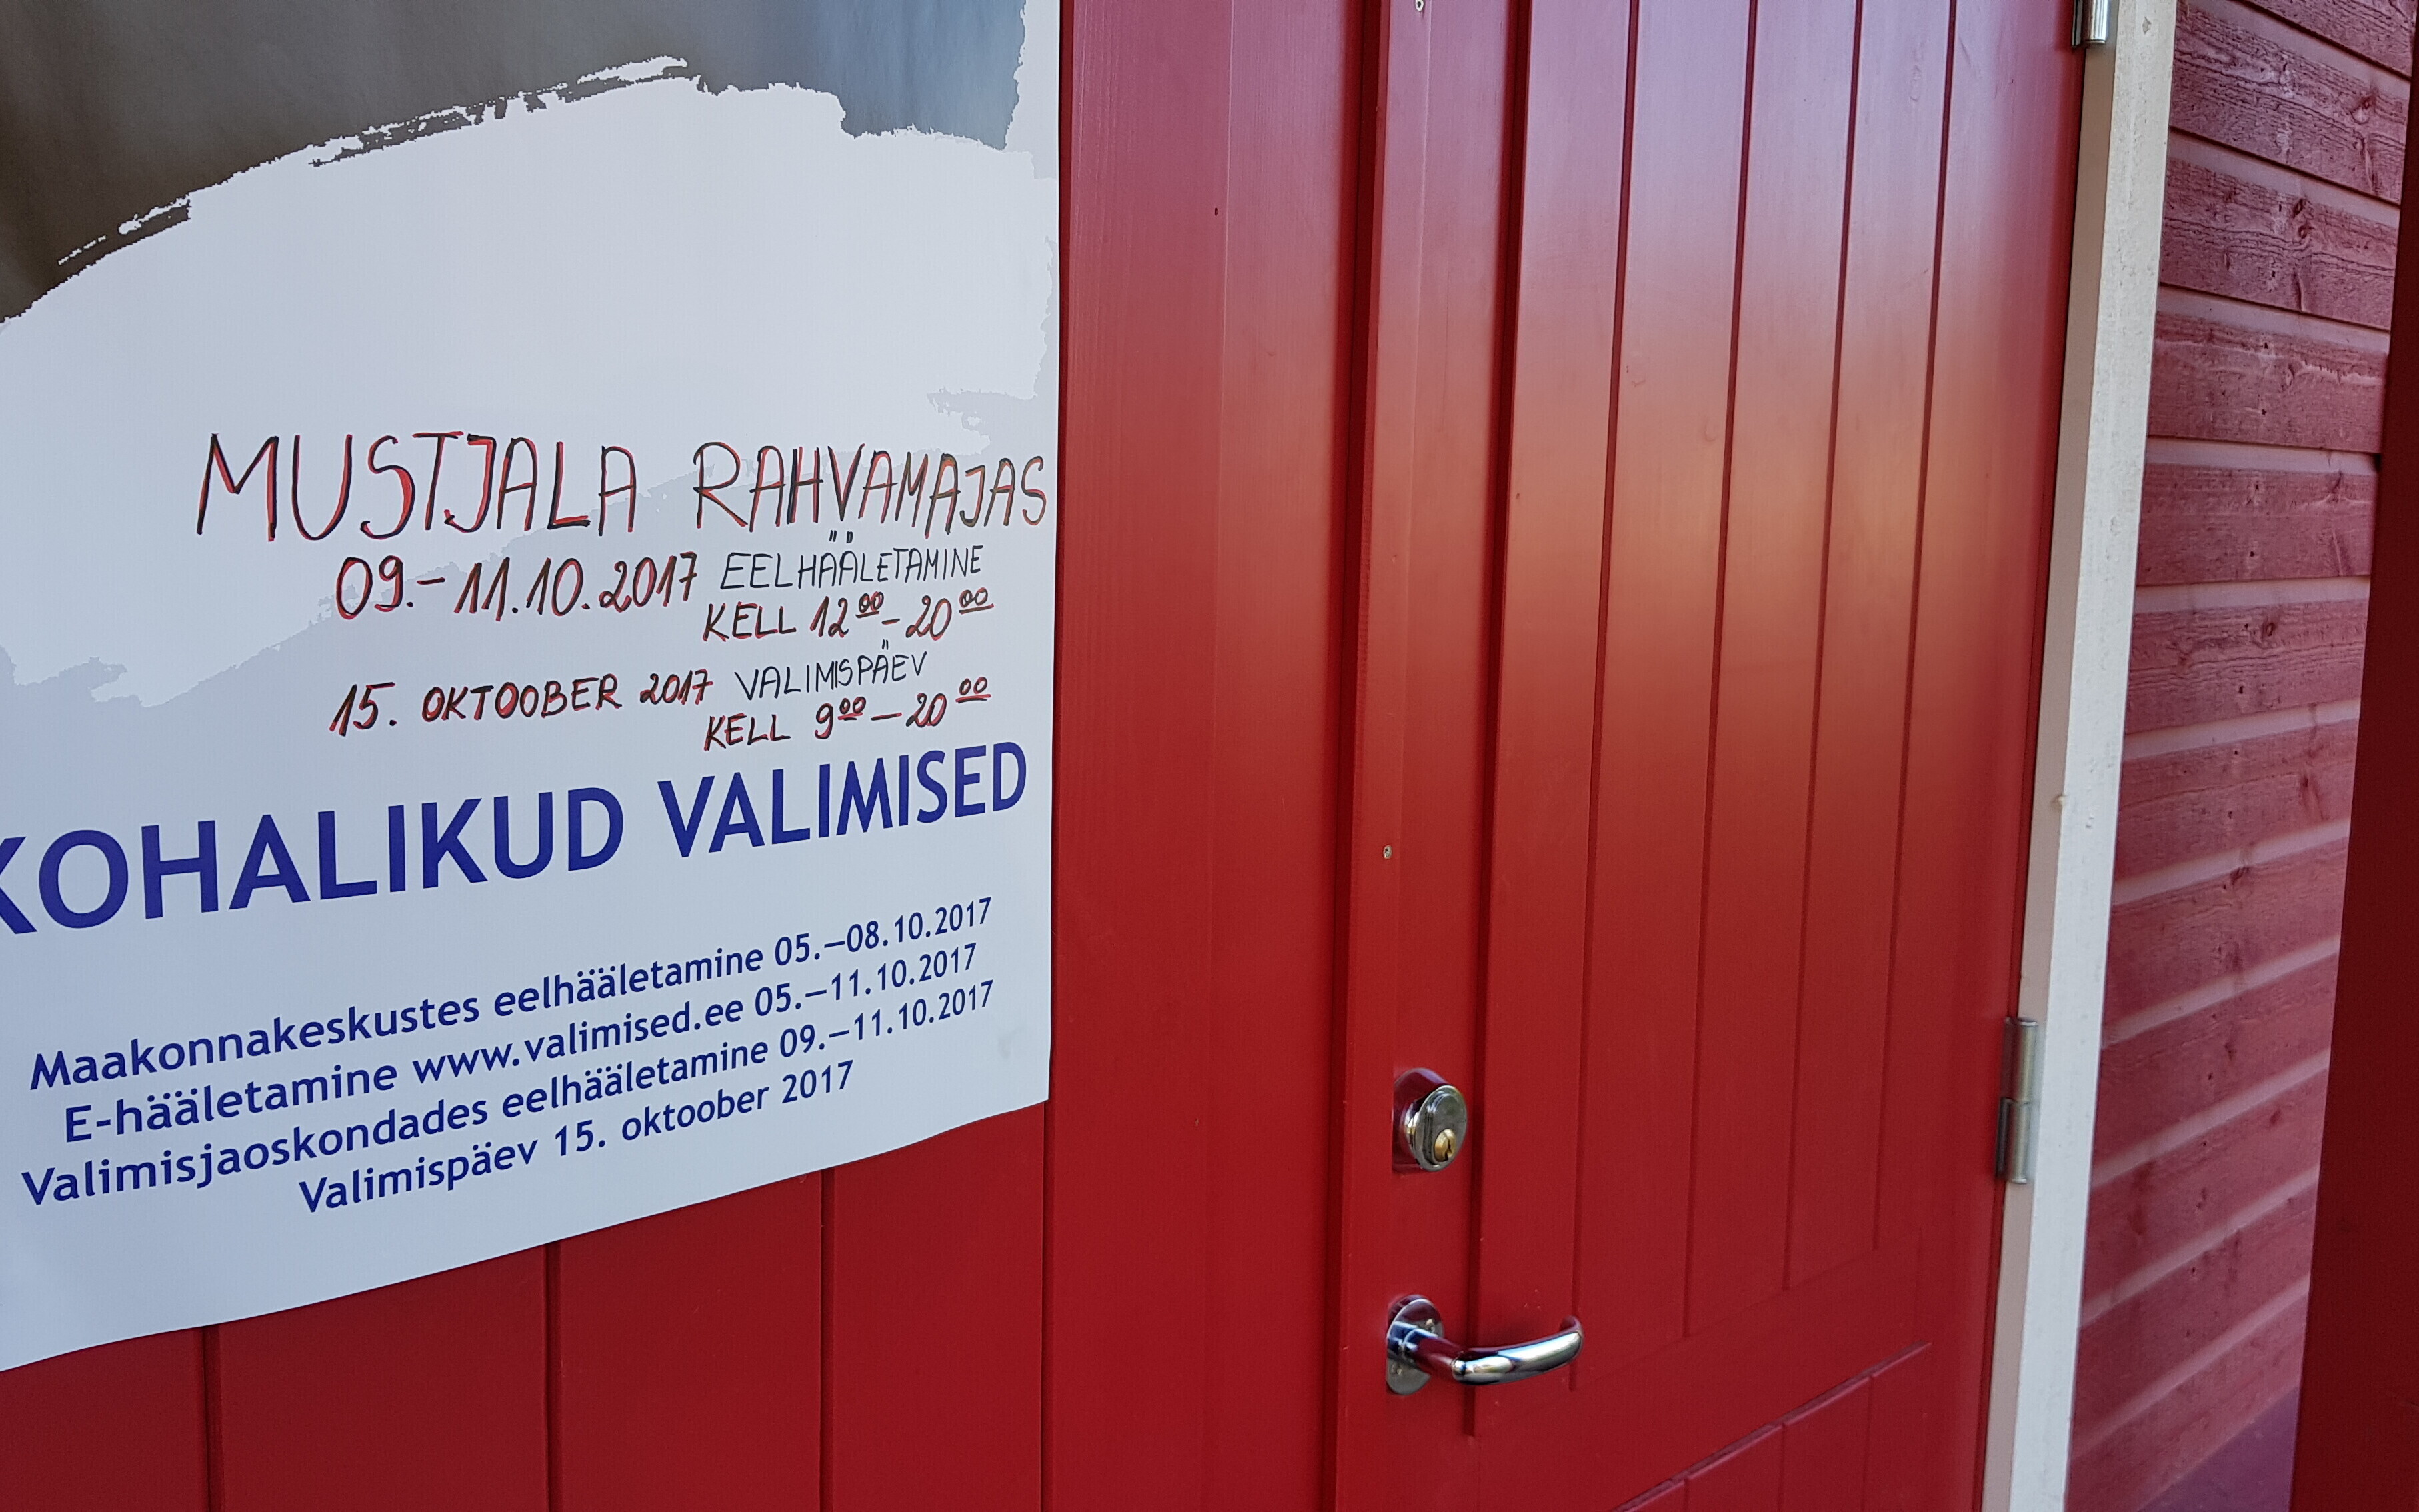 MUSTJALA RAHVAMAJAS
09.-11.10.2017 EELHÄÄLETAMINE
KELL 12⁰⁰-20⁰⁰
15. OKTOOBER 2017 VALIMISPÄEV
KELL 9⁰⁰-20⁰⁰
KOHALIKUD VALIMISED
Maakonnakeskustes eelhääletamine 05.–08.10.2017
E-hääletamine www.valimised.ee 05.–11.10.2017
Valimisjaoskondades eelhääletamine 09.–11.10.2017
Valimispäev 15. oktoober 2017